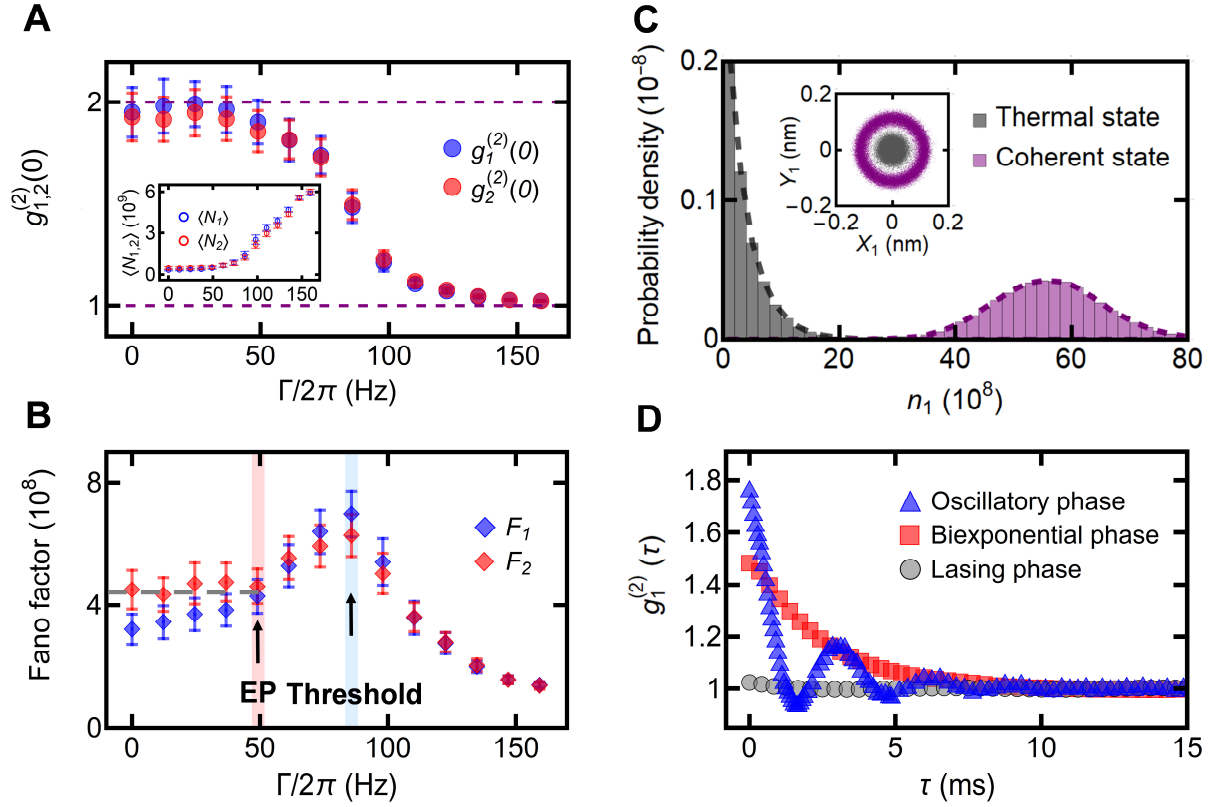 A
g₁,₂⁽²⁾(0)
2
1
g₁⁽²⁾(0)
g₂⁽²⁾(0)
⟨N₁,₂⟩ (10⁹)
6
3
0
⟨N₁⟩
⟨N₂⟩
0 50 100 150
0 50 100 150
Γ/2π (Hz)
B
Fano factor (10⁸)
8
4
0
F₁
F₂
EP Threshold
0 50 100 150
Γ/2π (Hz)
C
Probability density (10⁻⁸)
0.2
0.1
0
Y₁ (nm)
0.2
0
−0.2
−0.2 0 0.2
X₁ (nm)
Thermal state
Coherent state
0 20 40 60 80
n₁ (10⁸)
D
g₁⁽²⁾ (τ)
1.8
1.6
1.4
1.2
1
Oscillatory phase
Biexponential phase
Lasing phase
0 5 10 15
τ (ms)